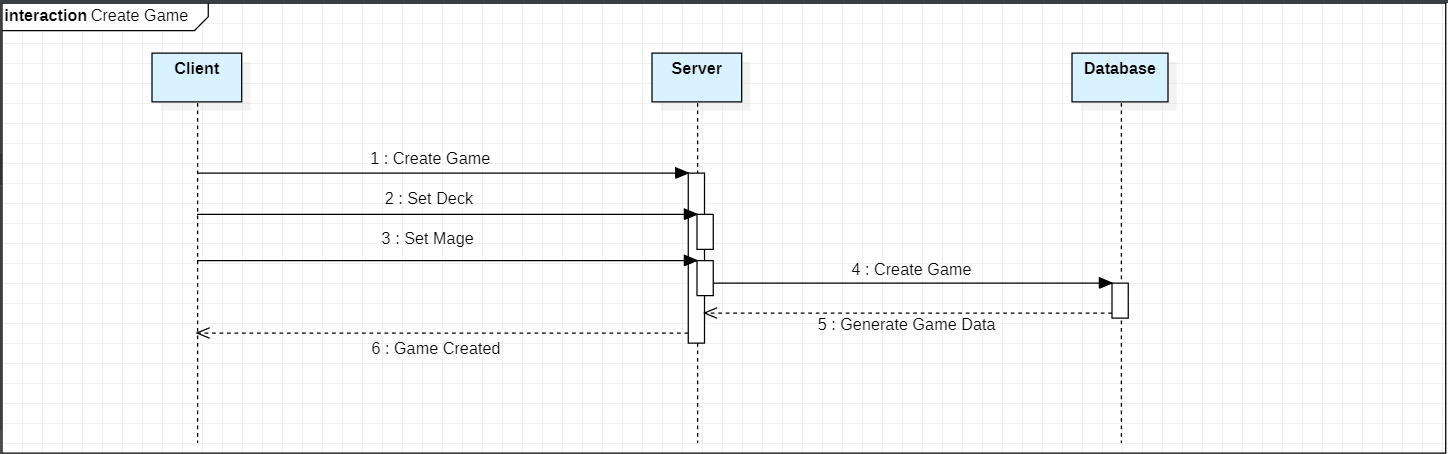 interaction Create Game
Client
Server
Database
1 : Create Game
2 : Set Deck
3 : Set Mage
4 : Create Game
5 : Generate Game Data
6 : Game Created